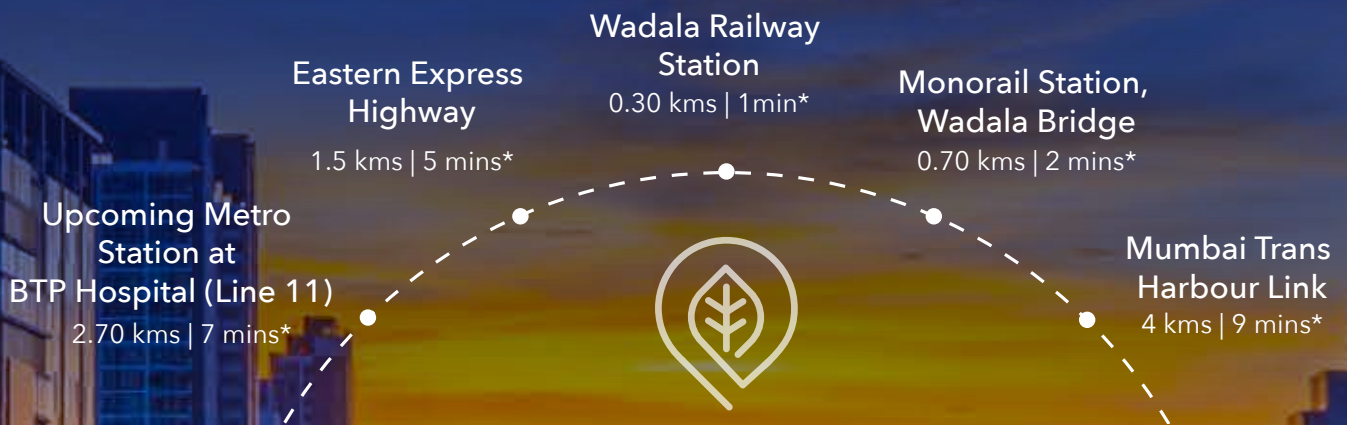 Upcoming Metro
Station at
BTP Hospital (Line 11)
2.70 kms | 7 mins*
Eastern Express
Highway
1.5 kms | 5 mins*
Wadala Railway
Station
0.30 kms | 1min*
Monorail Station,
Wadala Bridge
0.70 kms | 2 mins*
Mumbai Trans
Harbour Link
4 kms | 9 mins*